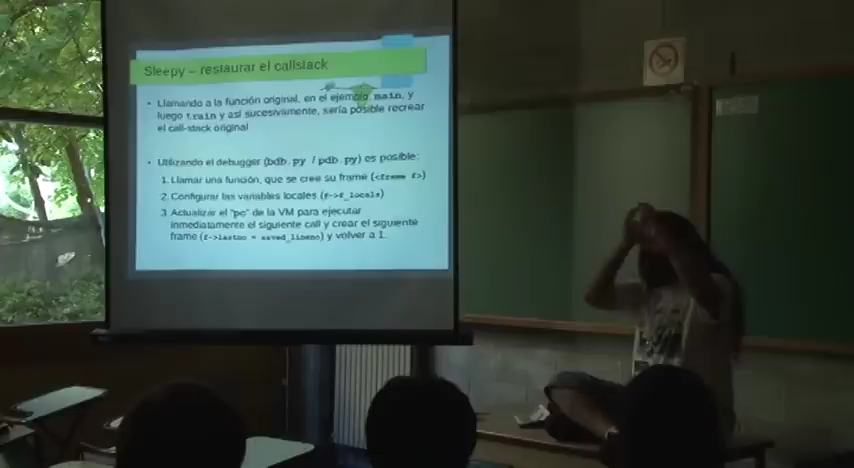 Sleepy – restaurar el callstack
• Llamando a la función original, en el ejemplo main, y
luego train y así sucesivamente, sería posible recrear
el call-stack original
• Utilizando el debugger (bdb.py / pdb.py) es posible:
1. Llamar una función, que se cree su frame (<frame f>)
2. Configurar las variables locales (f->f_locals)
3. Actualizar el "pc" de la VM para ejecutar
inmediatamente el siguiente call y crear el siguiente
frame (f->lastno = saved_lineno) y volver a 1.